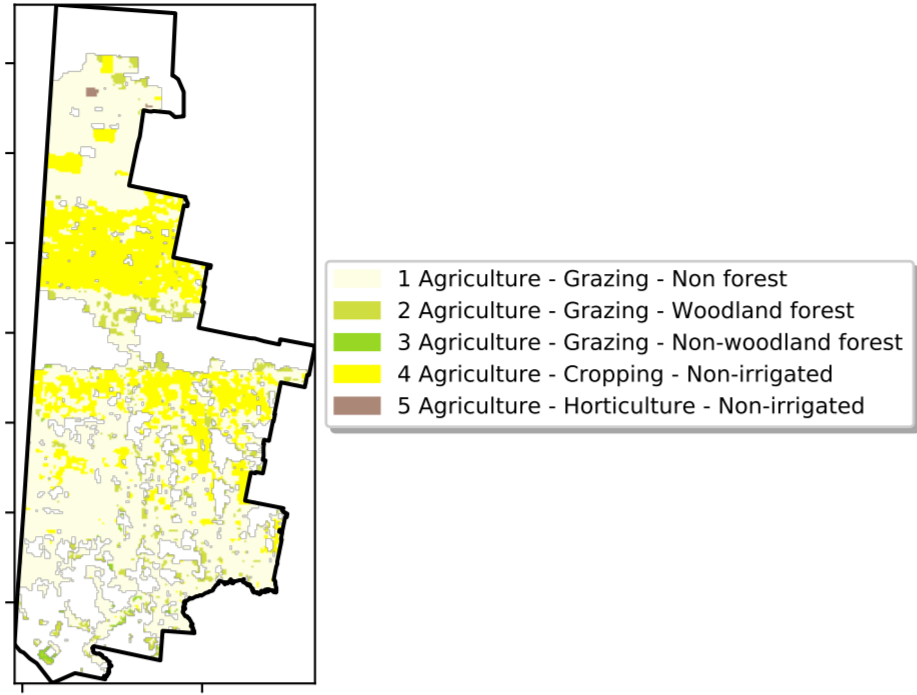 1 Agriculture - Grazing - Non forest
2 Agriculture - Grazing - Woodland forest
3 Agriculture - Grazing - Non-woodland forest
4 Agriculture - Cropping - Non-irrigated
5 Agriculture - Horticulture - Non-irrigated